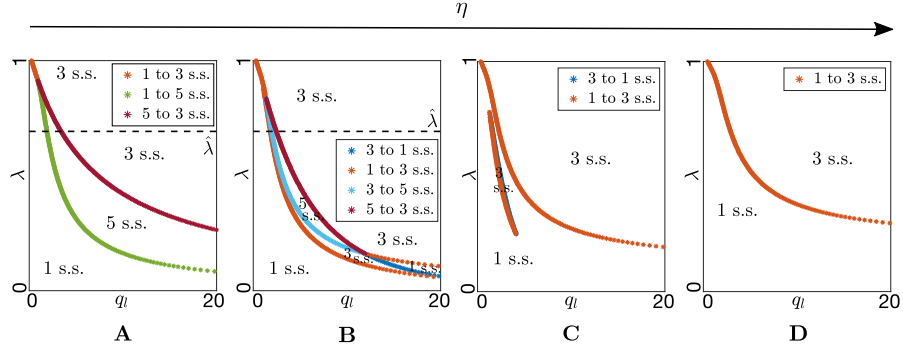 η
1
3 s.s.
1 to 3 s.s.
1 to 5 s.s.
5 to 3 s.s.
λ̂
3 s.s.
λ
5 s.s.
1 s.s.
0
0
q_l
20
A
1
3 s.s.
λ̂
3 to 1 s.s.
1 to 3 s.s.
3 to 5 s.s.
5 to 3 s.s.
λ
5
s.s.
3 s.s.
3 s.s.
1 s.s.
1 s.s.
0
0
q_l
20
B
1
3 to 1 s.s.
1 to 3 s.s.
3 s.s.
λ
3
s.s.
1 s.s.
0
0
q_l
20
C
1
1 to 3 s.s.
3 s.s.
λ
1 s.s.
0
0
q_l
20
D